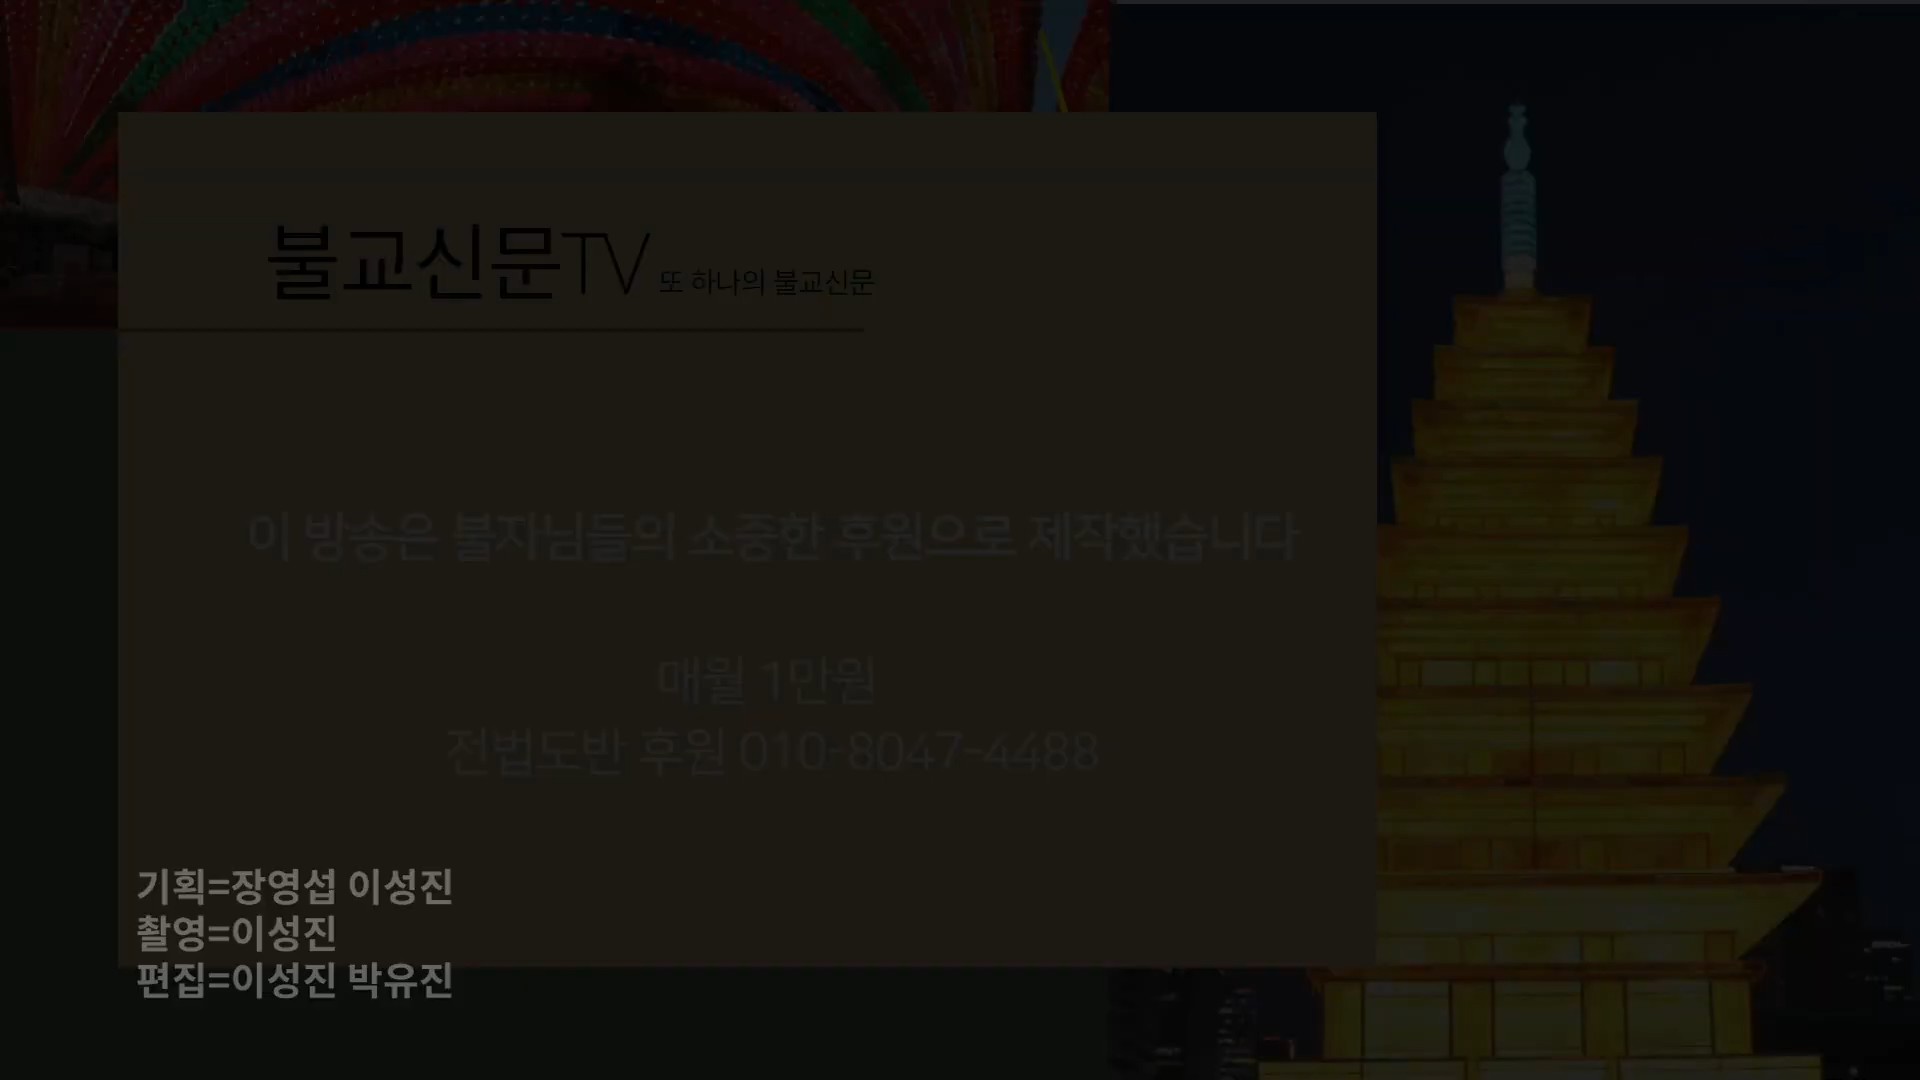 불교신문TV 또 하나의 불교신문
이 방송은 불자님들의 소중한 후원으로 제작했습니다
매월 1만원
전법도반 후원 010-8047-4488
기획=장영섭 이성진
촬영=이성진
편집=이성진 박유진